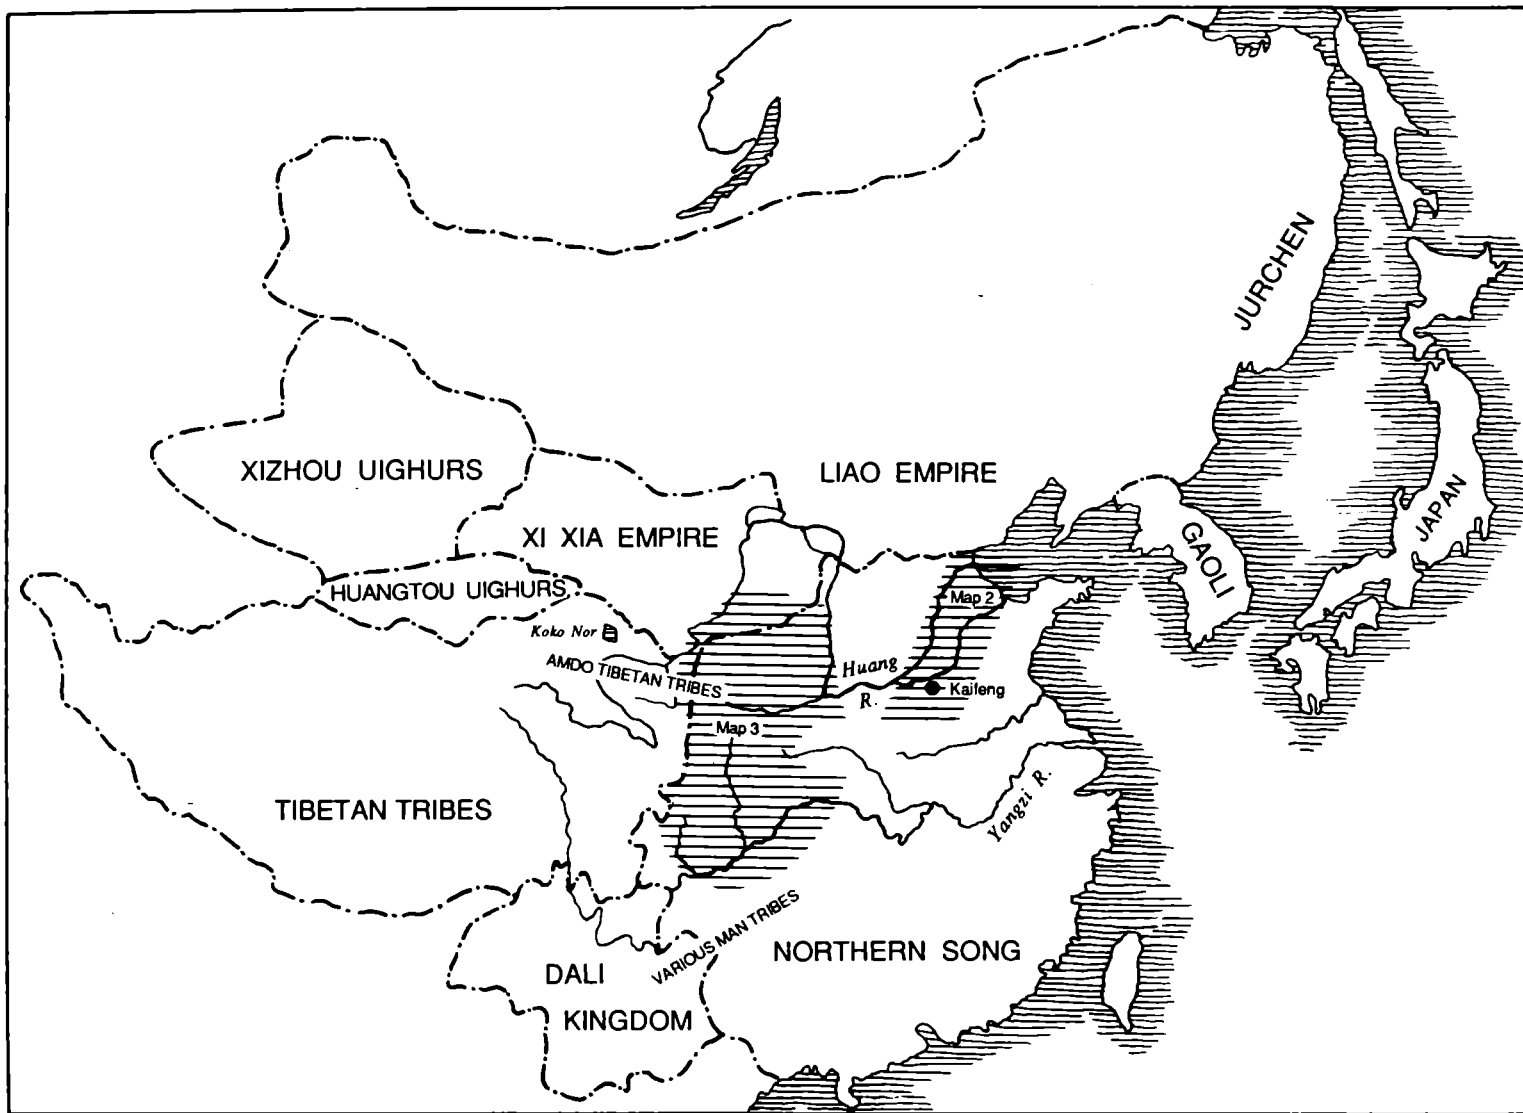 JURCHEN
XIZHOU UIGHURS
LIAO EMPIRE
JAPAN
XI XIA EMPIRE
GAOLI
HUANGTOU UIGHURS
Map 2
Koko Nor
AMDO TIBETAN TRIBES
Huang
R.
Kaifeng
Map 3
TIBETAN TRIBES
Yangzi R.
VARIOUS MAN TRIBES
NORTHERN SONG
DALI
KINGDOM